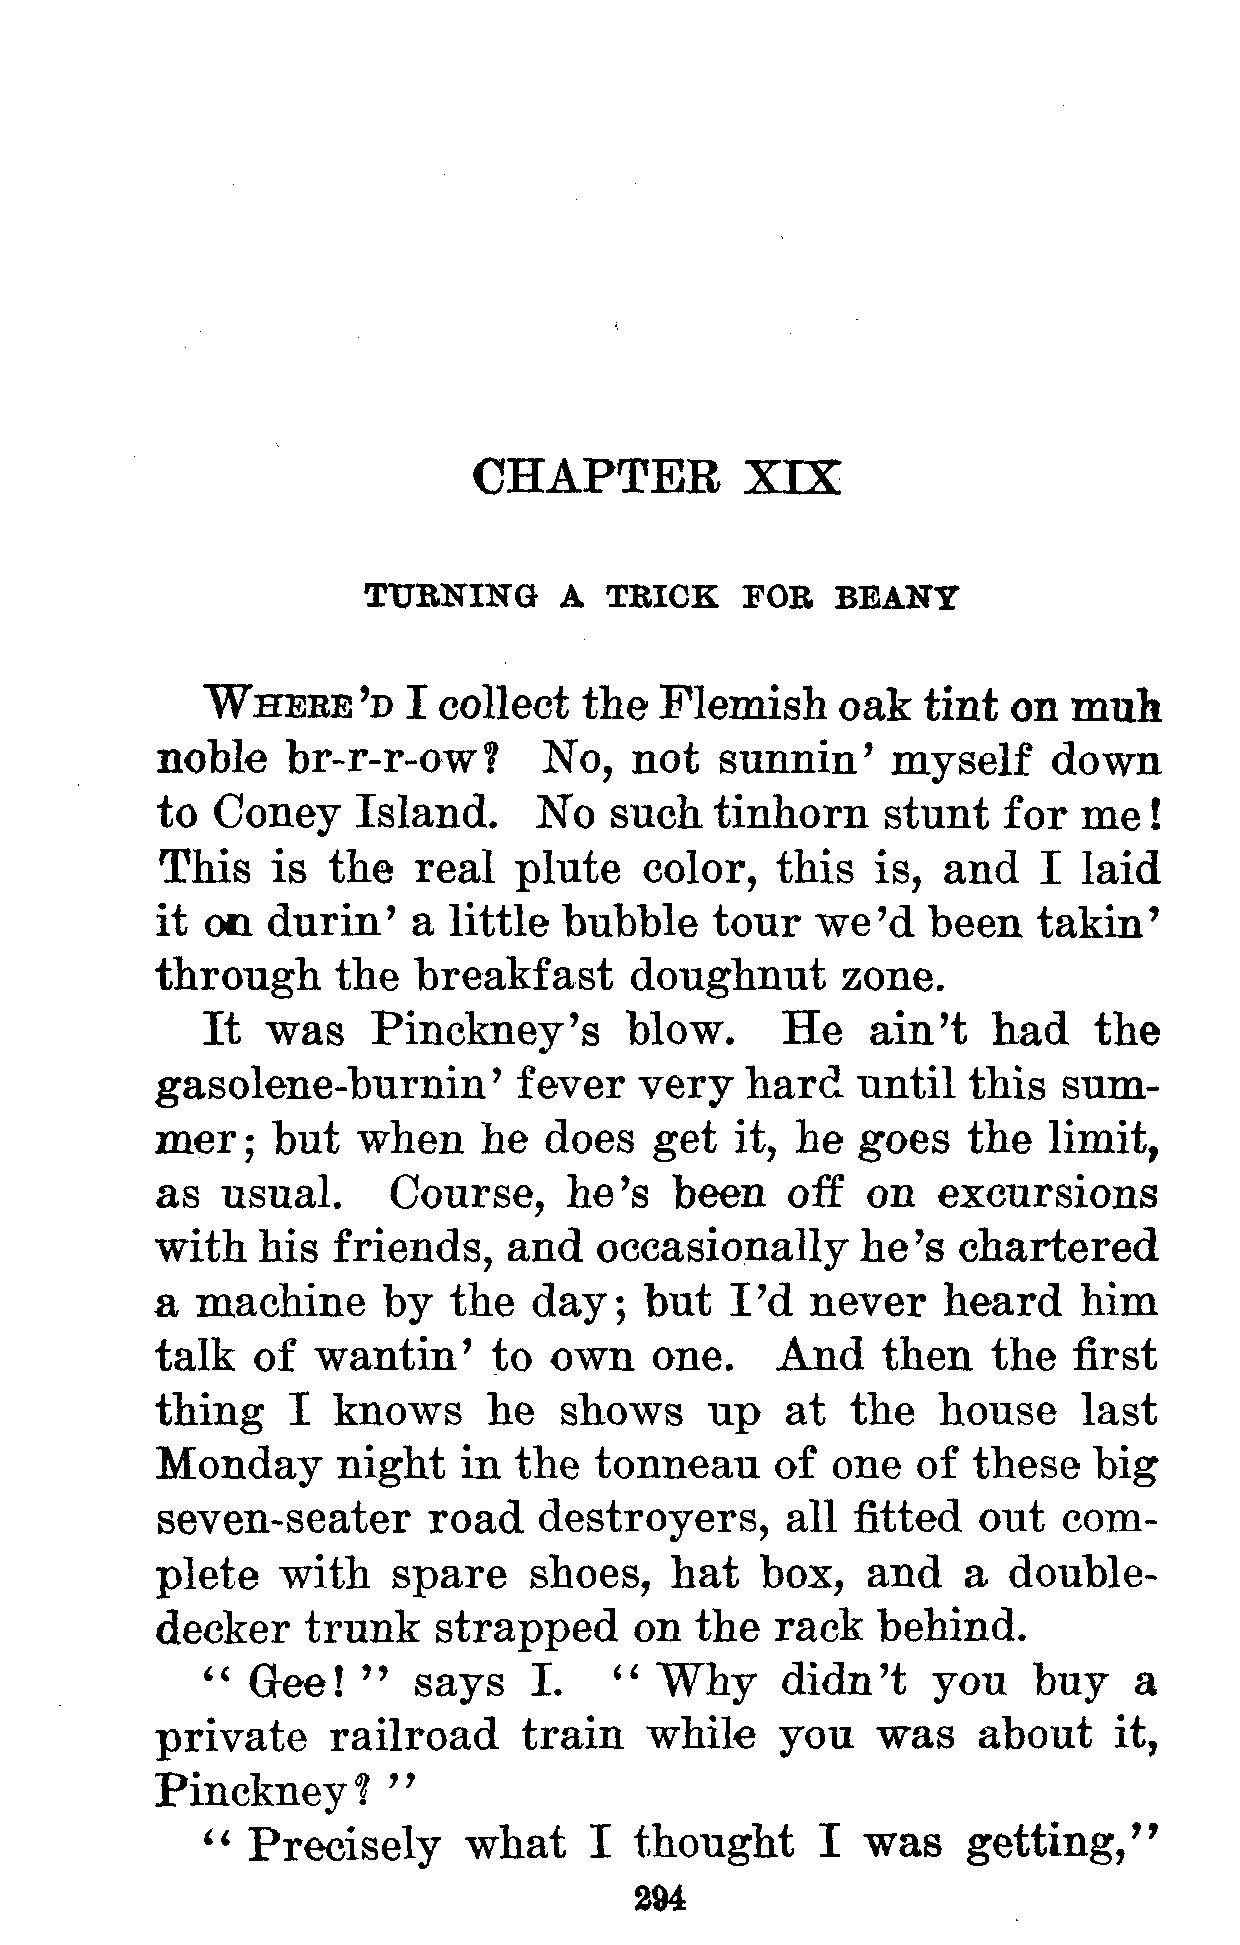 CHAPTER XIX
TURNING A TRICK FOR BEANY
WHERE'D I collect the Flemish oak tint on muh
noble br-r-r-ow? No, not sunnin' myself down
to Coney Island. No such tinhorn stunt for me!
This is the real plute color, this is, and I laid
it on durin' a little bubble tour we'd been takin'
through the breakfast doughnut zone.
It was Pinckney's blow. He ain't had the
gasolene-burnin' fever very hard until this sum-
mer; but when he does get it, he goes the limit,
as usual. Course, he's been off on excursions
with his friends, and occasionally he's chartered
a machine by the day; but I'd never heard him
talk of wantin' to own one. And then the first
thing I knows he shows up at the house last
Monday night in the tonneau of one of these big
seven-seater road destroyers, all fitted out com-
plete with spare shoes, hat box, and a double-
decker trunk strapped on the rack behind.
"Gee!" says I. "Why didn't you buy a
private railroad train while you was about it,
Pinckney?"
"Precisely what I thought I was getting,"
294